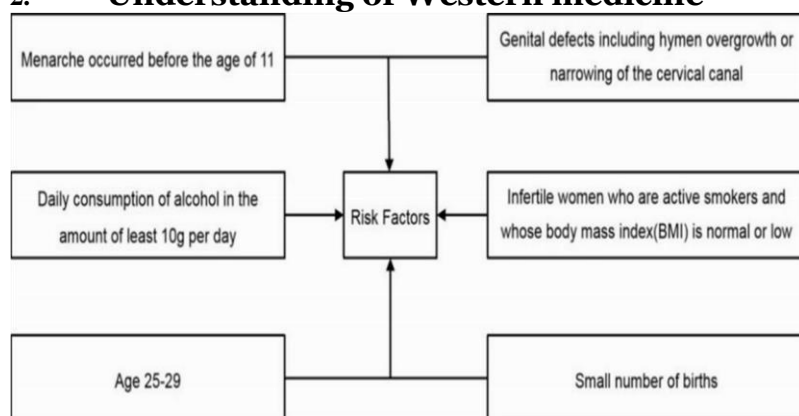 2. Understanding of Western medicine
Menarche occurred before the age of 11
Genital defects including hymen overgrowth or
narrowing of the cervical canal
Daily consumption of alcohol in the
amount of least 10g per day
Risk Factors
Infertile women who are active smokers and
whose body mass index(BMI) is normal or low
Age 25-29
Small number of births